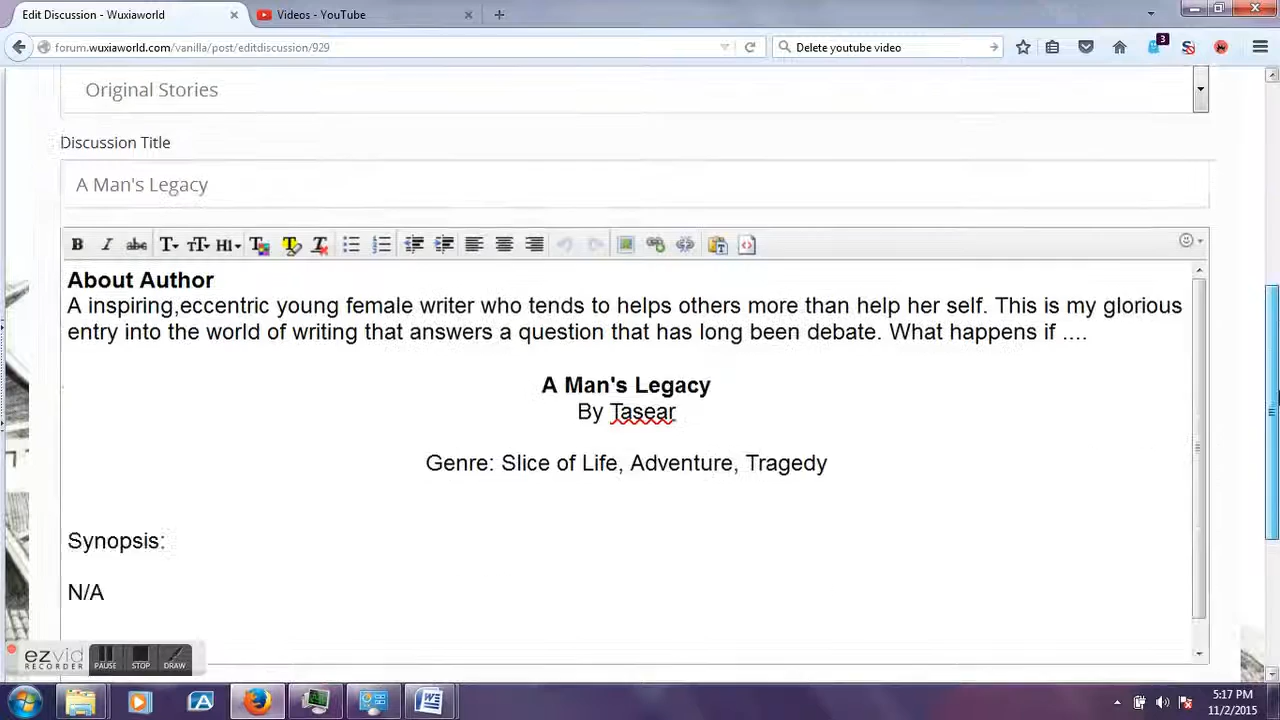 Edit Discussion - Wuxiaworld
Videos - YouTube
forum.wuxiaworld.com/vanilla/post/editdiscussion/929
Delete youtube video
3
Original Stories
Discussion Title
A Man's Legacy
B I abc T TT H1 T T T
About Author
A inspiring,eccentric young female writer who tends to helps others more than help her self. This is my glorious
entry into the world of writing that answers a question that has long been debate. What happens if ....
A Man's Legacy
By Tasear
Genre: Slice of Life, Adventure, Tragedy
Synopsis:
N/A
ezvid
RECORDER
PAUSE STOP DRAW
5:17 PM
11/2/2015